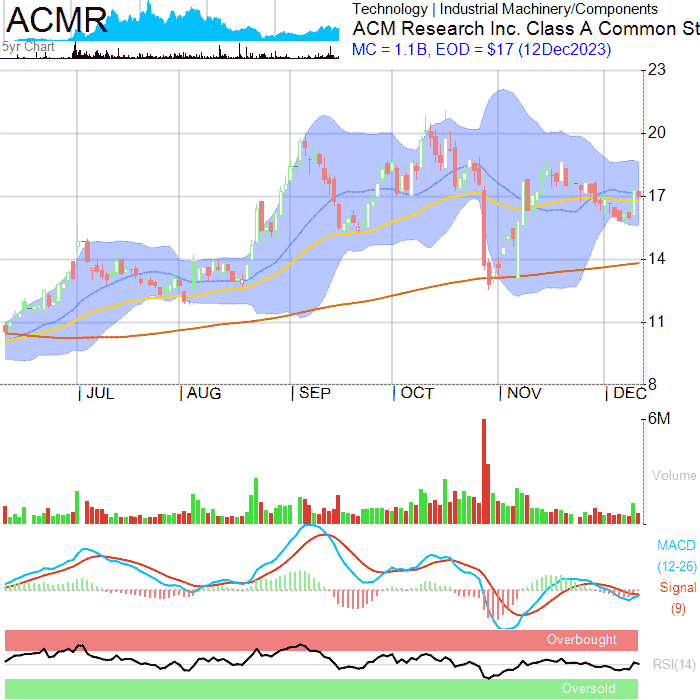 ACMR
5yr Chart
Technology | Industrial Machinery/Components
ACM Research Inc. Class A Common St
MC = 1.1B, EOD = $17 (12Dec2023)
23
20
17
14
11
8
| JUL | AUG | SEP | OCT | NOV | DEC
6M
Volume
MACD
(12-26)
Signal
(9)
Overbought
RSI(14)
Oversold